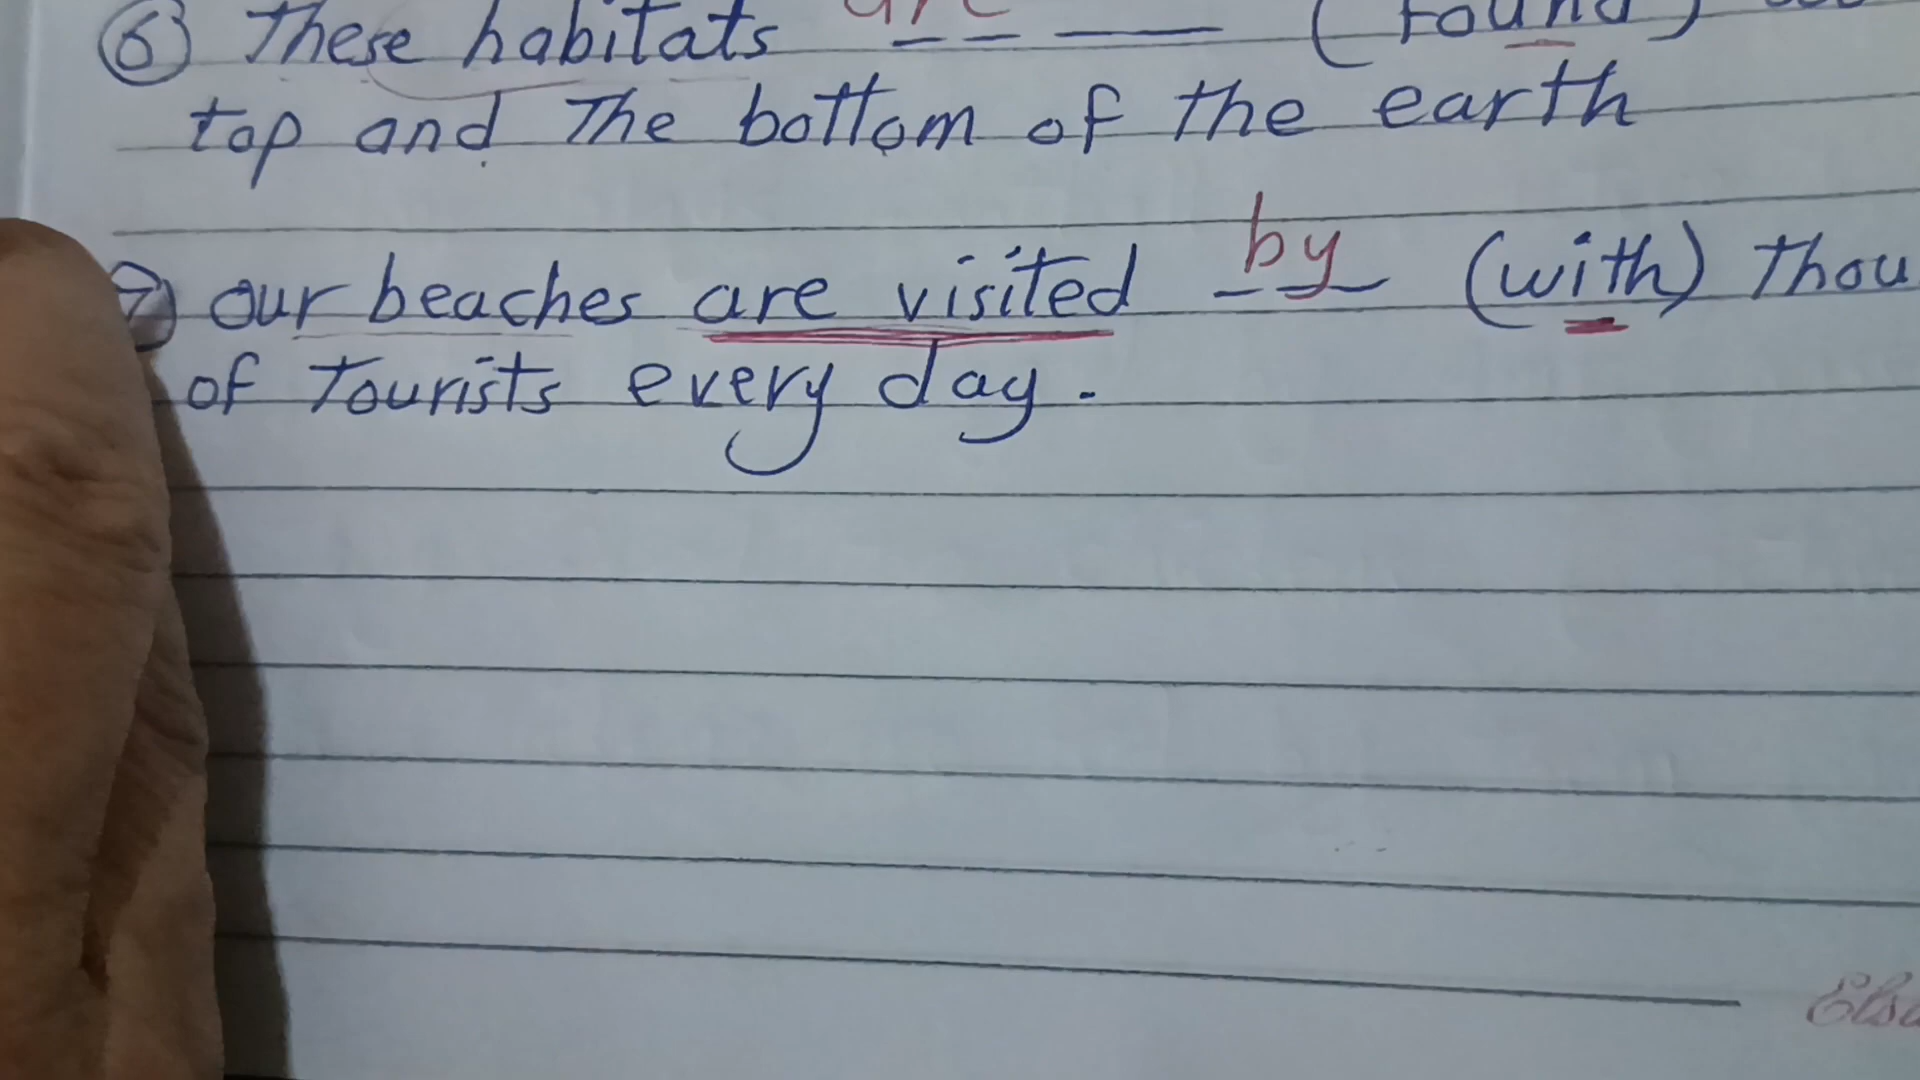 6 These habitats are -- ___ (found)
top and The bottom of the earth
7 our beaches are visited by (with)
of Tourists every day.